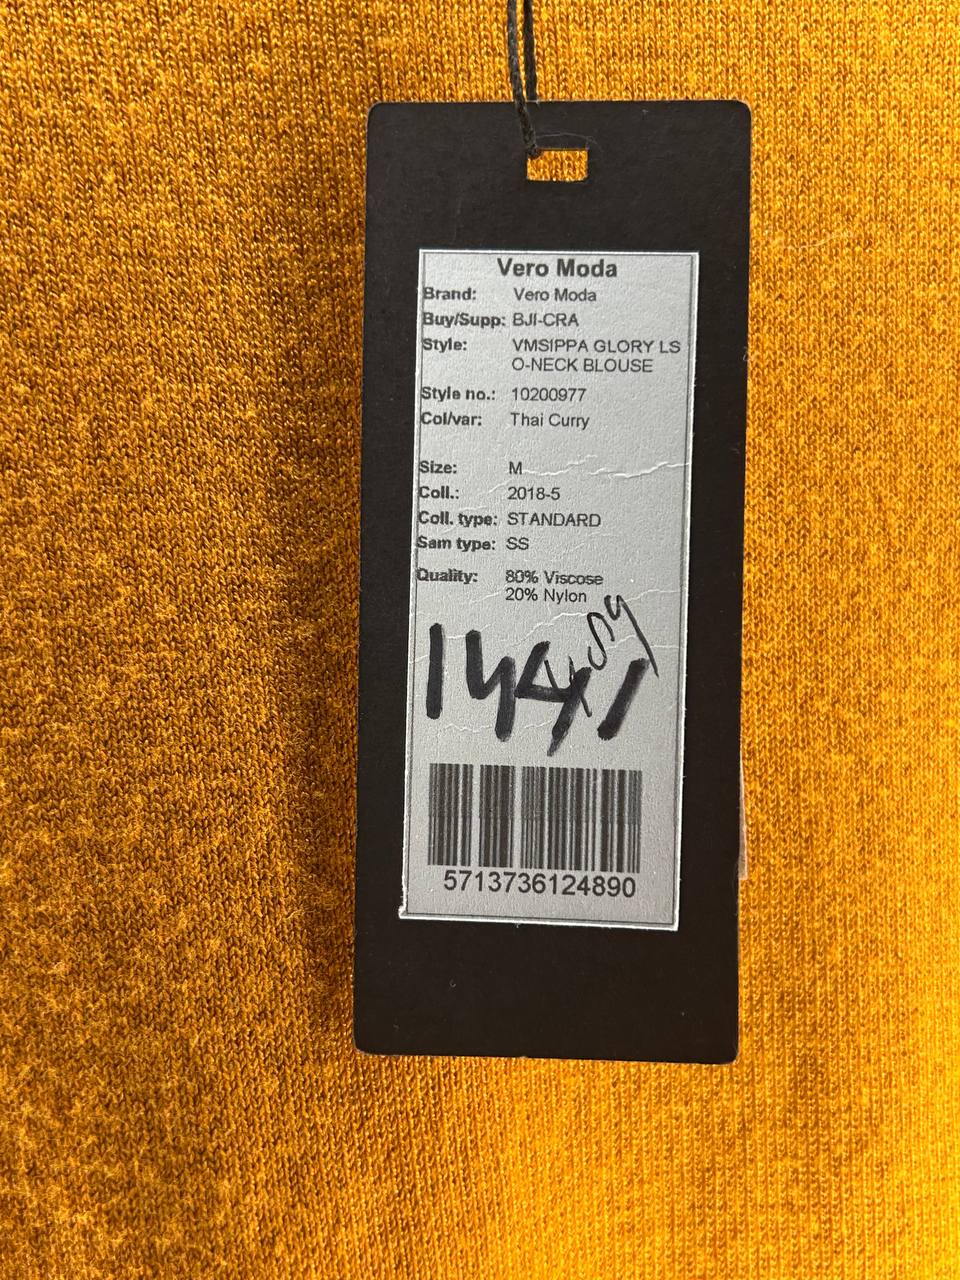 Vero Moda
Brand: Vero Moda
Buy/Supp: BJI-CRA
Style: VMSIPPA GLORY LS
O-NECK BLOUSE
Style no.: 10200977
Col/var: Thai Curry
Size: M
Coll.: 2018-5
Coll. type: STANDARD
Sam type: SS
Quality: 80% Viscose
20% Nylon
1441
5713736124890